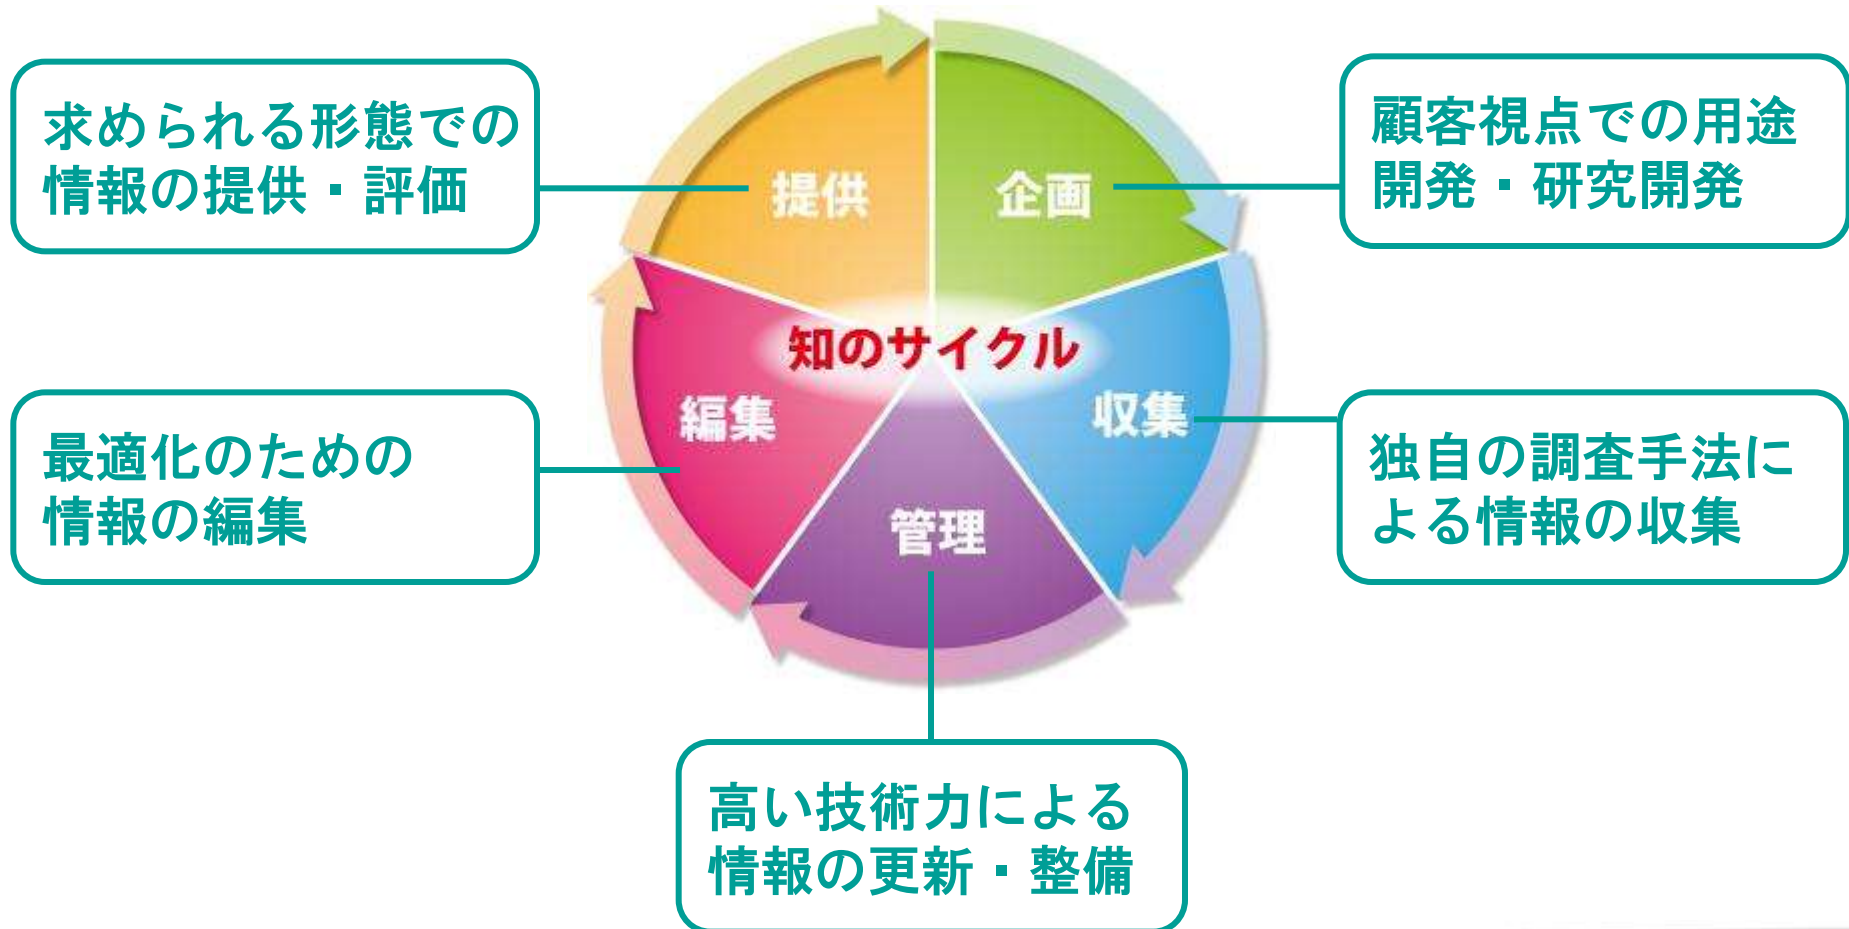 求められる形態での
情報の提供・評価
提供
企画
顧客視点での用途
開発・研究開発
知のサイクル
編集
収集
最適化のための
情報の編集
独自の調査手法に
よる情報の収集
管理
高い技術力による
情報の更新・整備